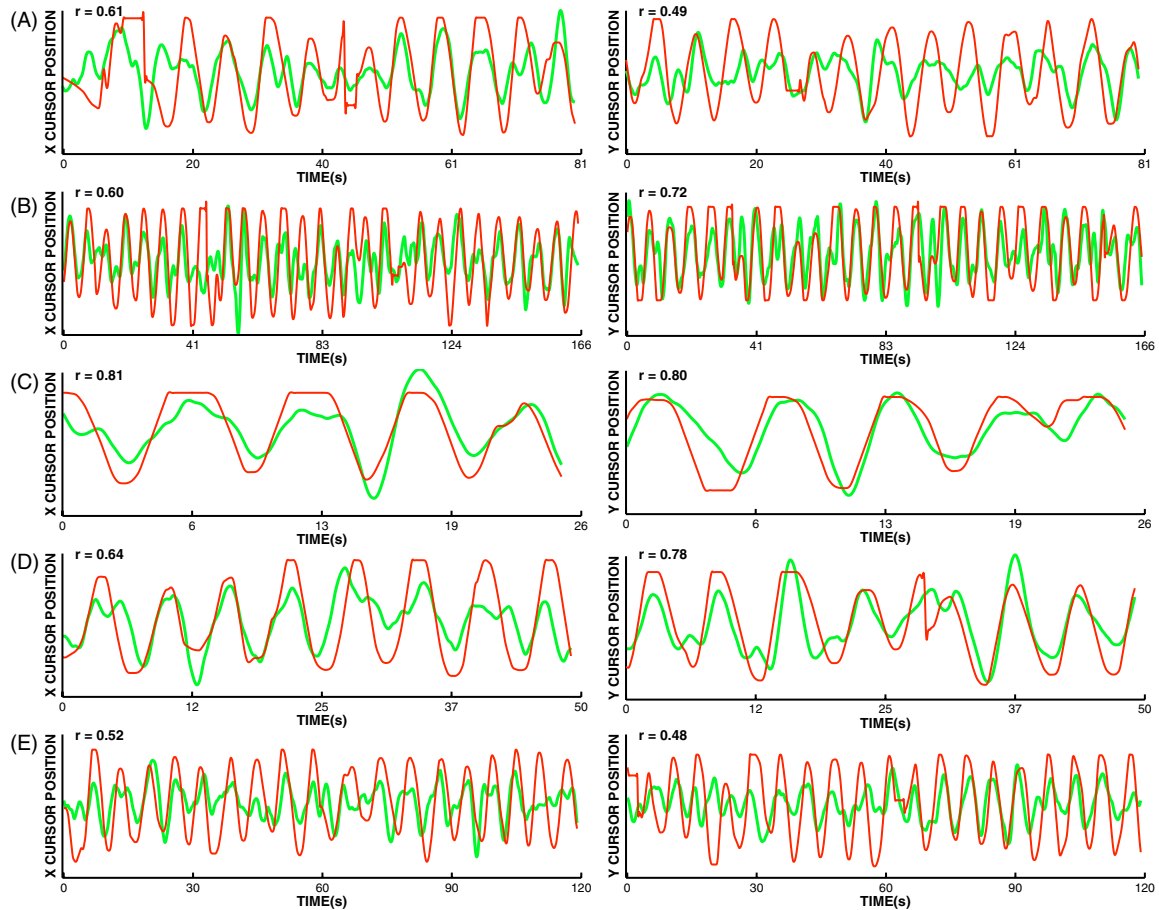 (A)
X CURSOR POSITION
r = 0.61
0 20 40 61 81
TIME(s)
Y CURSOR POSITION
r = 0.49
0 20 40 61 81
TIME(s)
(B)
X CURSOR POSITION
r = 0.60
0 41 83 124 166
TIME(s)
Y CURSOR POSITION
r = 0.72
0 41 83 124 166
TIME(s)
(C)
X CURSOR POSITION
r = 0.81
0 6 13 19 26
TIME(s)
Y CURSOR POSITION
r = 0.80
0 6 13 19 26
TIME(s)
(D)
X CURSOR POSITION
r = 0.64
0 12 25 37 50
TIME(s)
Y CURSOR POSITION
r = 0.78
0 12 25 37 50
TIME(s)
(E)
X CURSOR POSITION
r = 0.52
0 30 60 90 120
TIME(s)
Y CURSOR POSITION
r = 0.48
0 30 60 90 120
TIME(s)